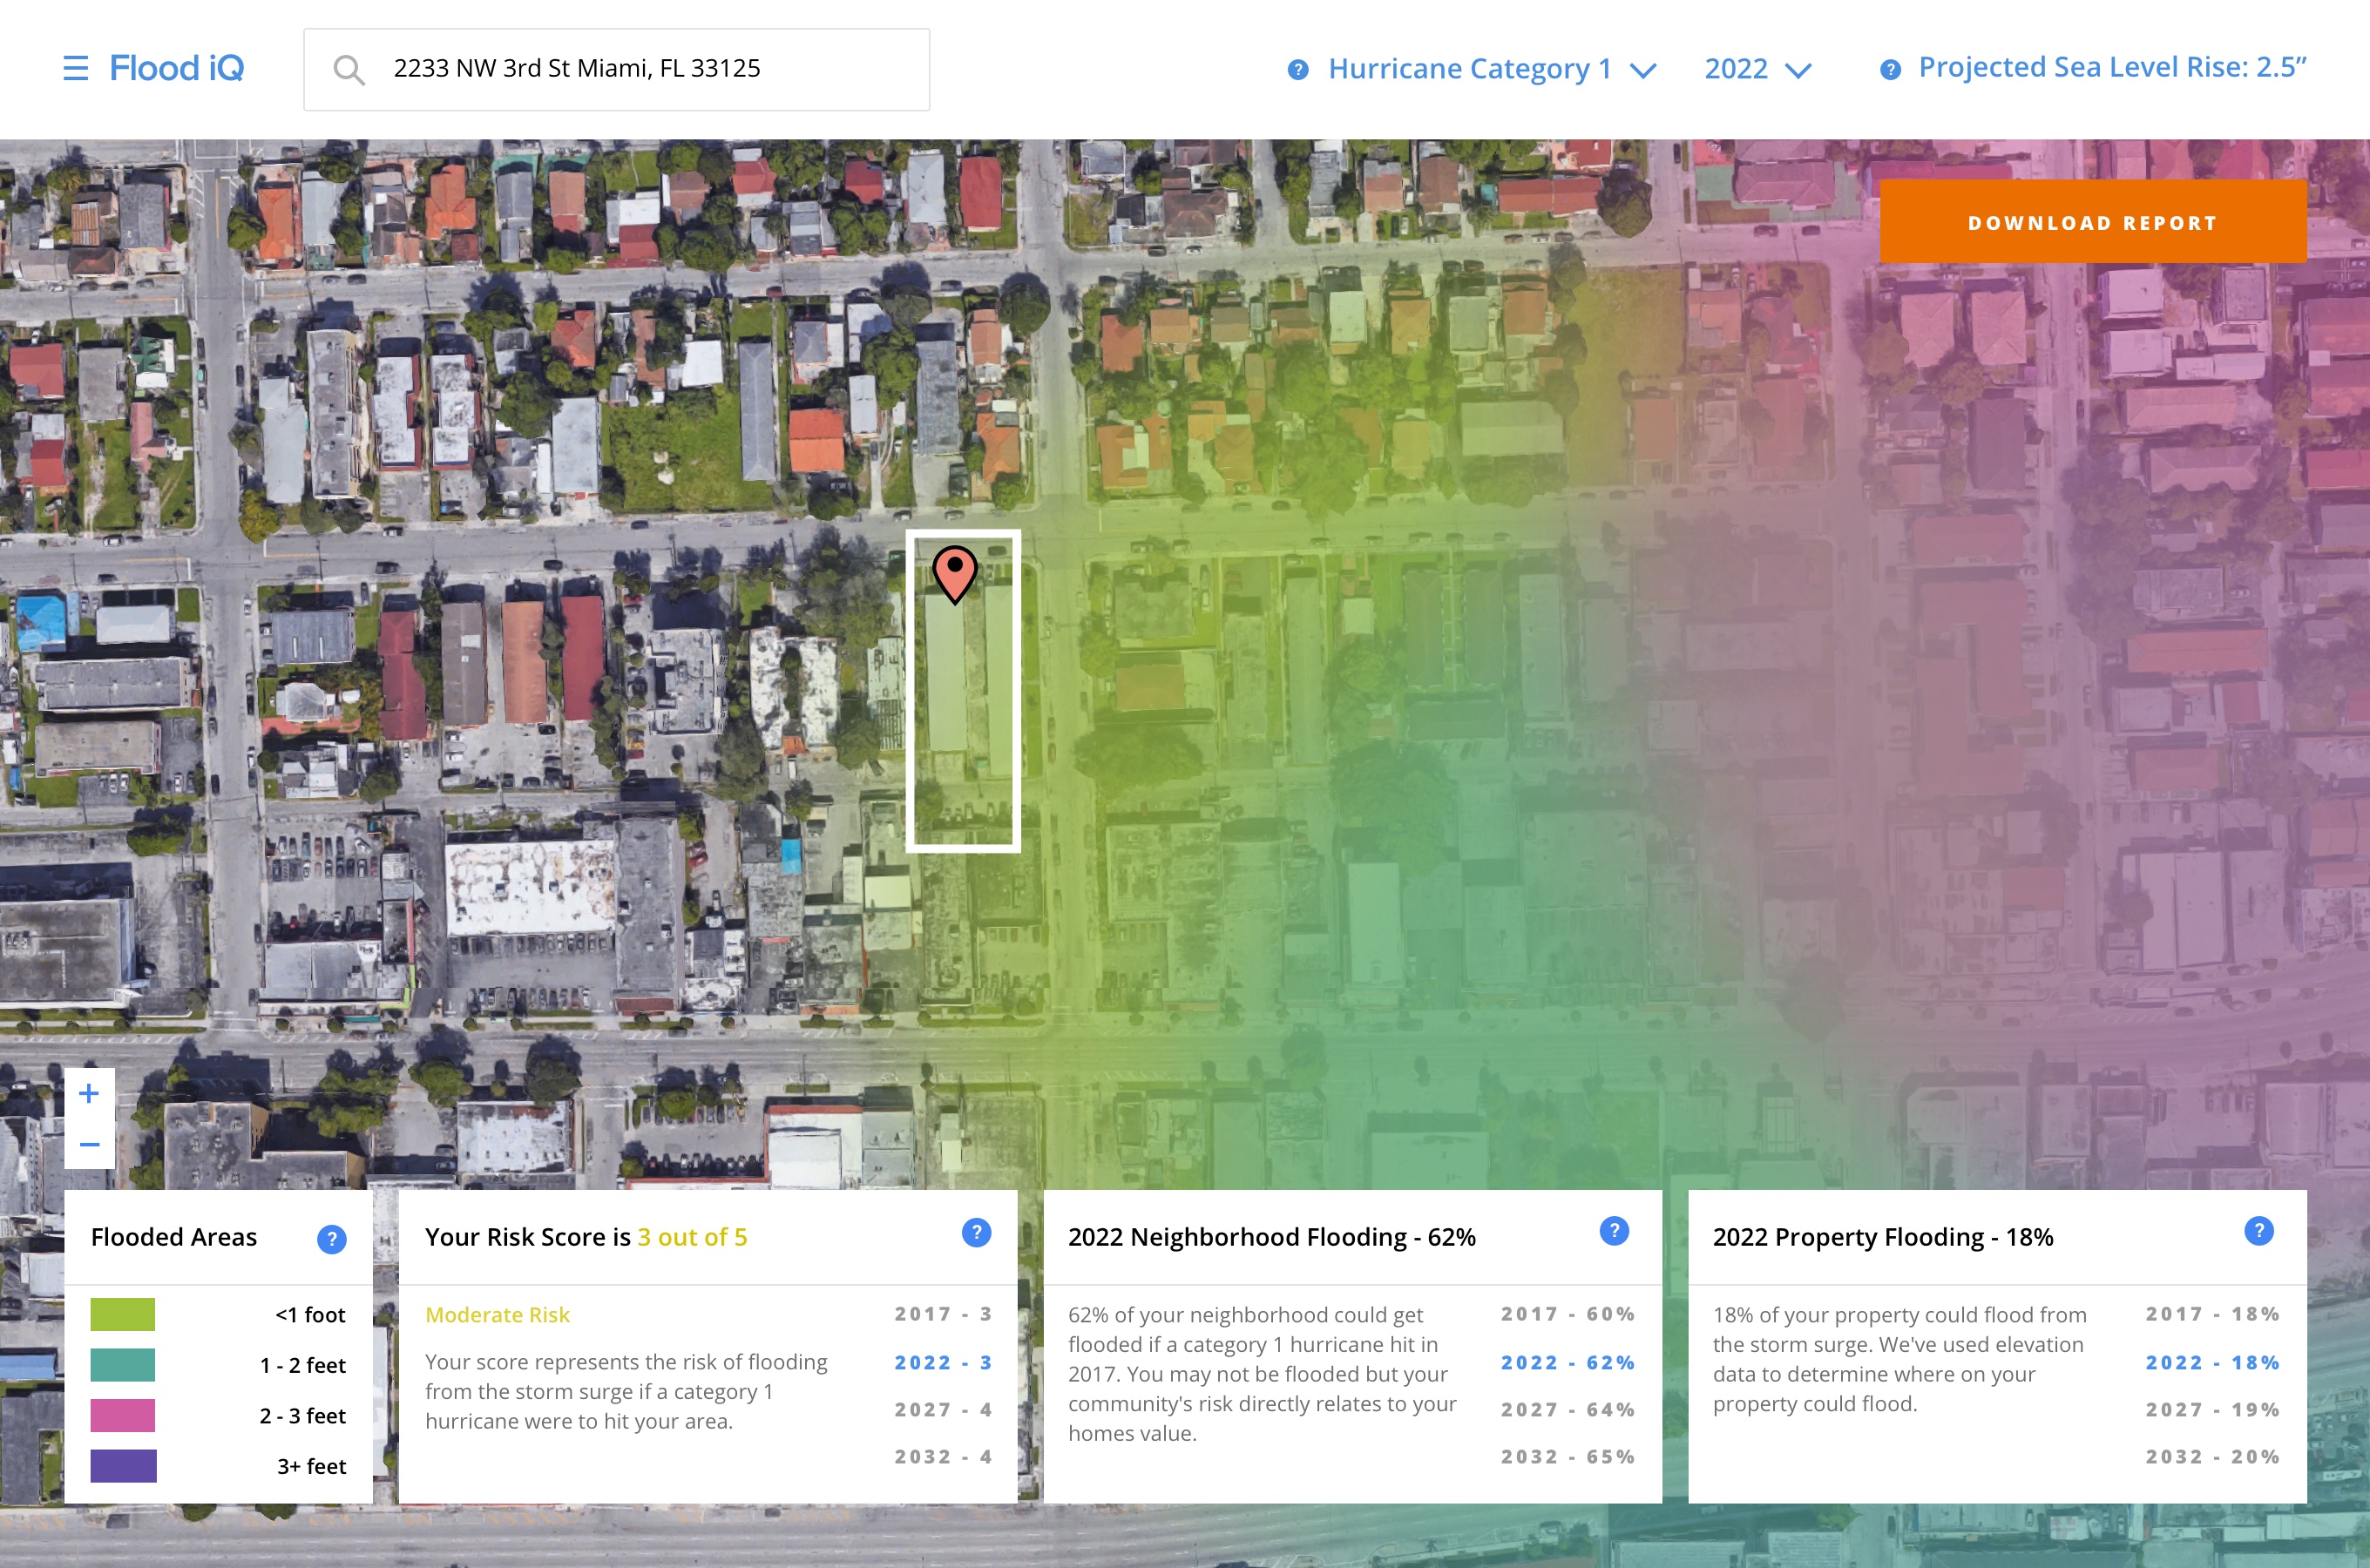 Flood iQ
2233 NW 3rd St Miami, FL 33125
? Hurricane Category 1
2022
? Projected Sea Level Rise: 2.5”
DOWNLOAD REPORT
+
−
Flooded Areas ?
<1 foot
1 - 2 feet
2 - 3 feet
3+ feet
Your Risk Score is 3 out of 5 ?
Moderate Risk
Your score represents the risk of flooding
from the storm surge if a category 1
hurricane were to hit your area.
2017 - 3
2022 - 3
2027 - 4
2032 - 4
2022 Neighborhood Flooding - 62% ?
62% of your neighborhood could get
flooded if a category 1 hurricane hit in
2017. You may not be flooded but your
community's risk directly relates to your
homes value.
2017 - 60%
2022 - 62%
2027 - 64%
2032 - 65%
2022 Property Flooding - 18% ?
18% of your property could flood from
the storm surge. We've used elevation
data to determine where on your
property could flood.
2017 - 18%
2022 - 18%
2027 - 19%
2032 - 20%